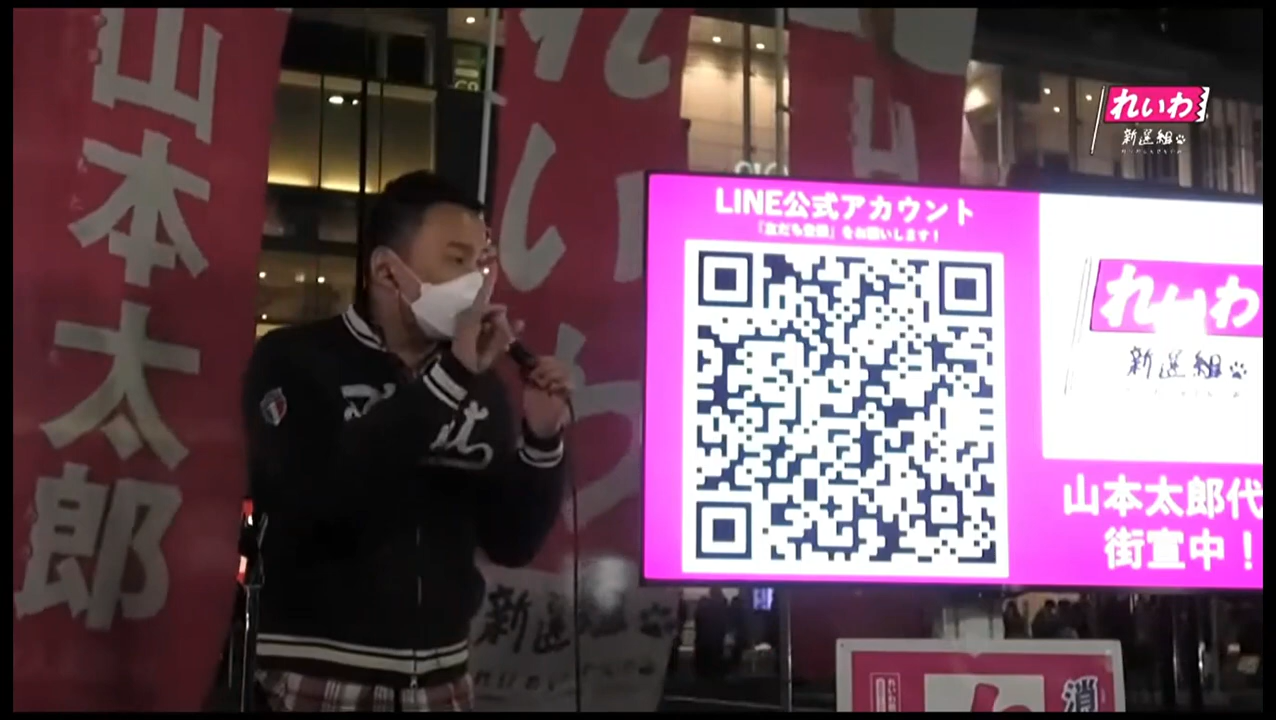 山本太郎
れいわ
新選組
れいわ
新選組
LINE公式アカウント
「友だち登録」をお願いします！
れいわ
新選組
山本太郎代
街宣中！
消